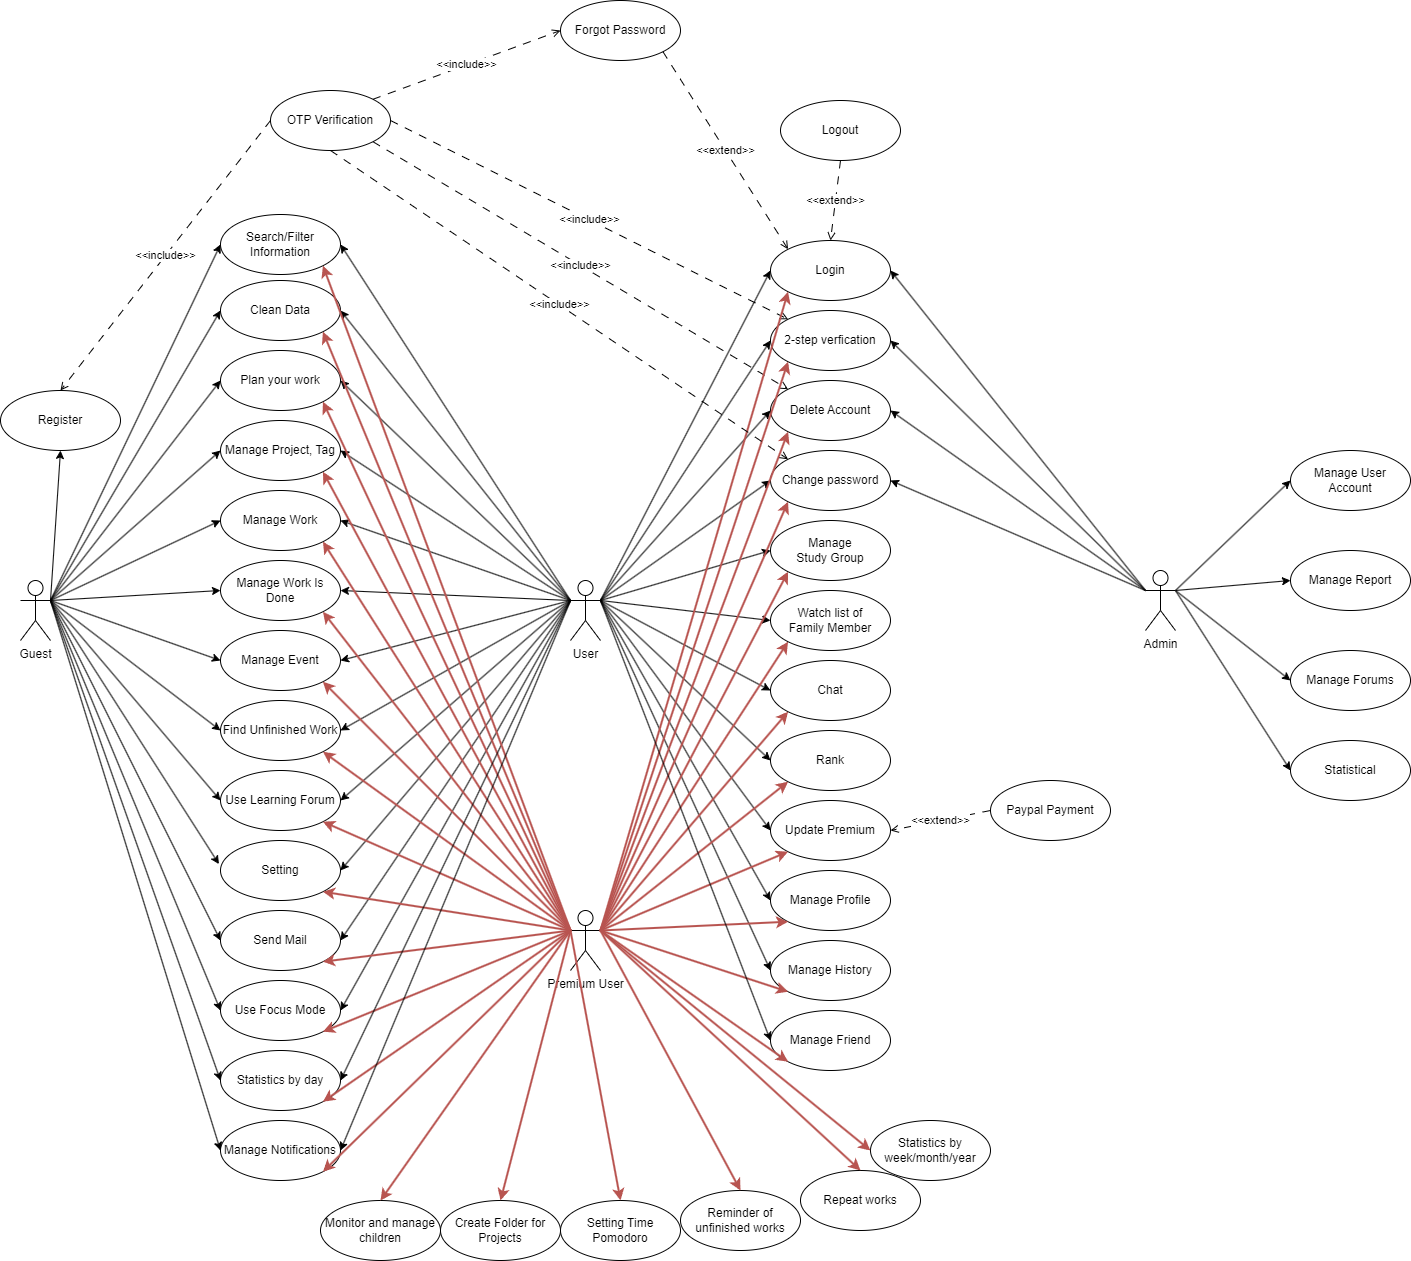 Forgot Password
<<include>>
OTP Verification
Logout
<<extend>>
<<extend>>
<<include>>
<<include>>
<<include>>
<<include>>
Search/Filter
Information
Login
Clean Data
2-step verfication
Plan your work
Delete Account
Register
Manage Project, Tag
Change password
Manage User
Account
Manage Work
Manage
Study Group
Manage Work Is
Done
Manage Report
Watch list of
Family Member
Guest
User
Admin
Manage Event
Chat
Manage Forums
Find Unfinished Work
Rank
Statistical
Use Learning Forum
Update Premium
<<extend>>
Paypal Payment
Setting
Manage Profile
Send Mail
Manage History
Premium User
Use Focus Mode
Manage Friend
Statistics by day
Manage Notifications
Statistics by
week/month/year
Repeat works
Monitor and manage
children
Create Folder for
Projects
Setting Time
Pomodoro
Reminder of
unfinished works